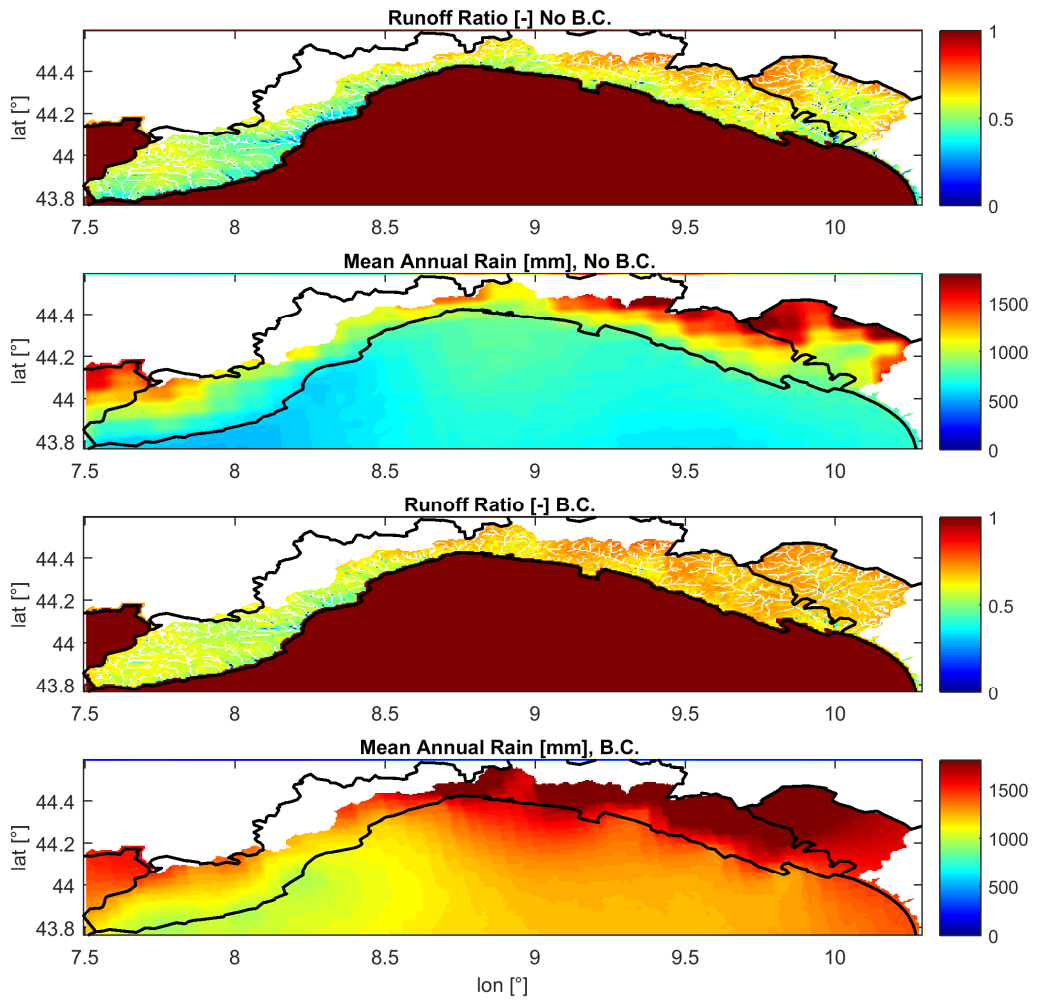 Runoff Ratio [-] No B.C.
lat [°]
44.4
44.2
44
43.8
7.5 8 8.5 9 9.5 10
1
0.5
0
Mean Annual Rain [mm], No B.C.
lat [°]
44.4
44.2
44
43.8
7.5 8 8.5 9 9.5 10
1500
1000
500
0
Runoff Ratio [-] B.C.
lat [°]
44.4
44.2
44
43.8
7.5 8 8.5 9 9.5 10
1
0.5
0
Mean Annual Rain [mm], B.C.
lat [°]
44.4
44.2
44
43.8
7.5 8 8.5 9 9.5 10
1500
1000
500
0
lon [°]